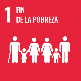 1 FIN
DE LA POBREZA